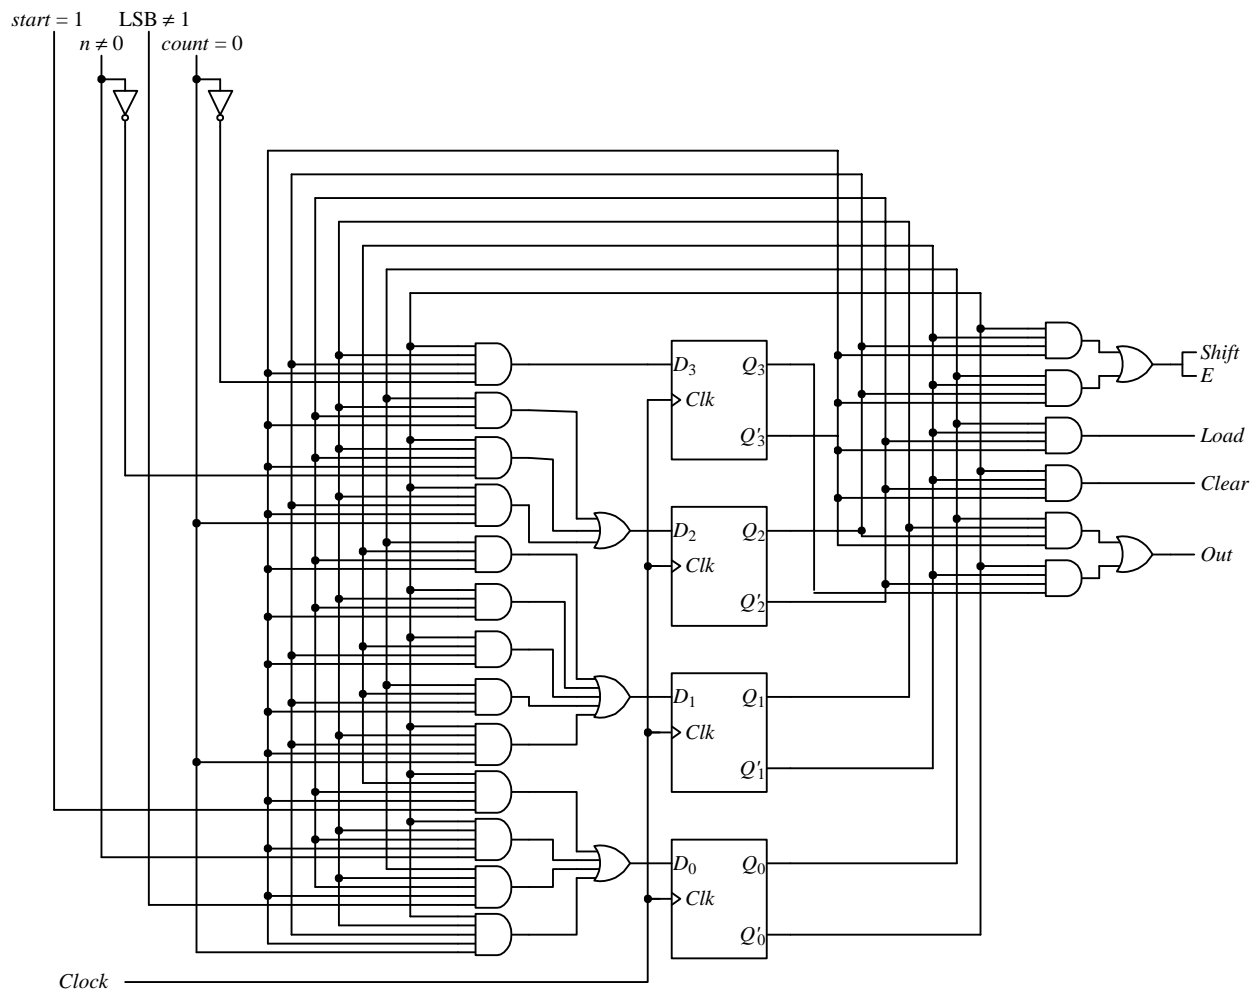 start = 1
LSB ≠ 1
n ≠ 0
count = 0
D3
Q3
Clk
Q'3
Shift
E
Load
Clear
D2
Q2
Clk
Q'2
Out
D1
Q1
Clk
Q'1
D0
Q0
Clk
Q'0
Clock